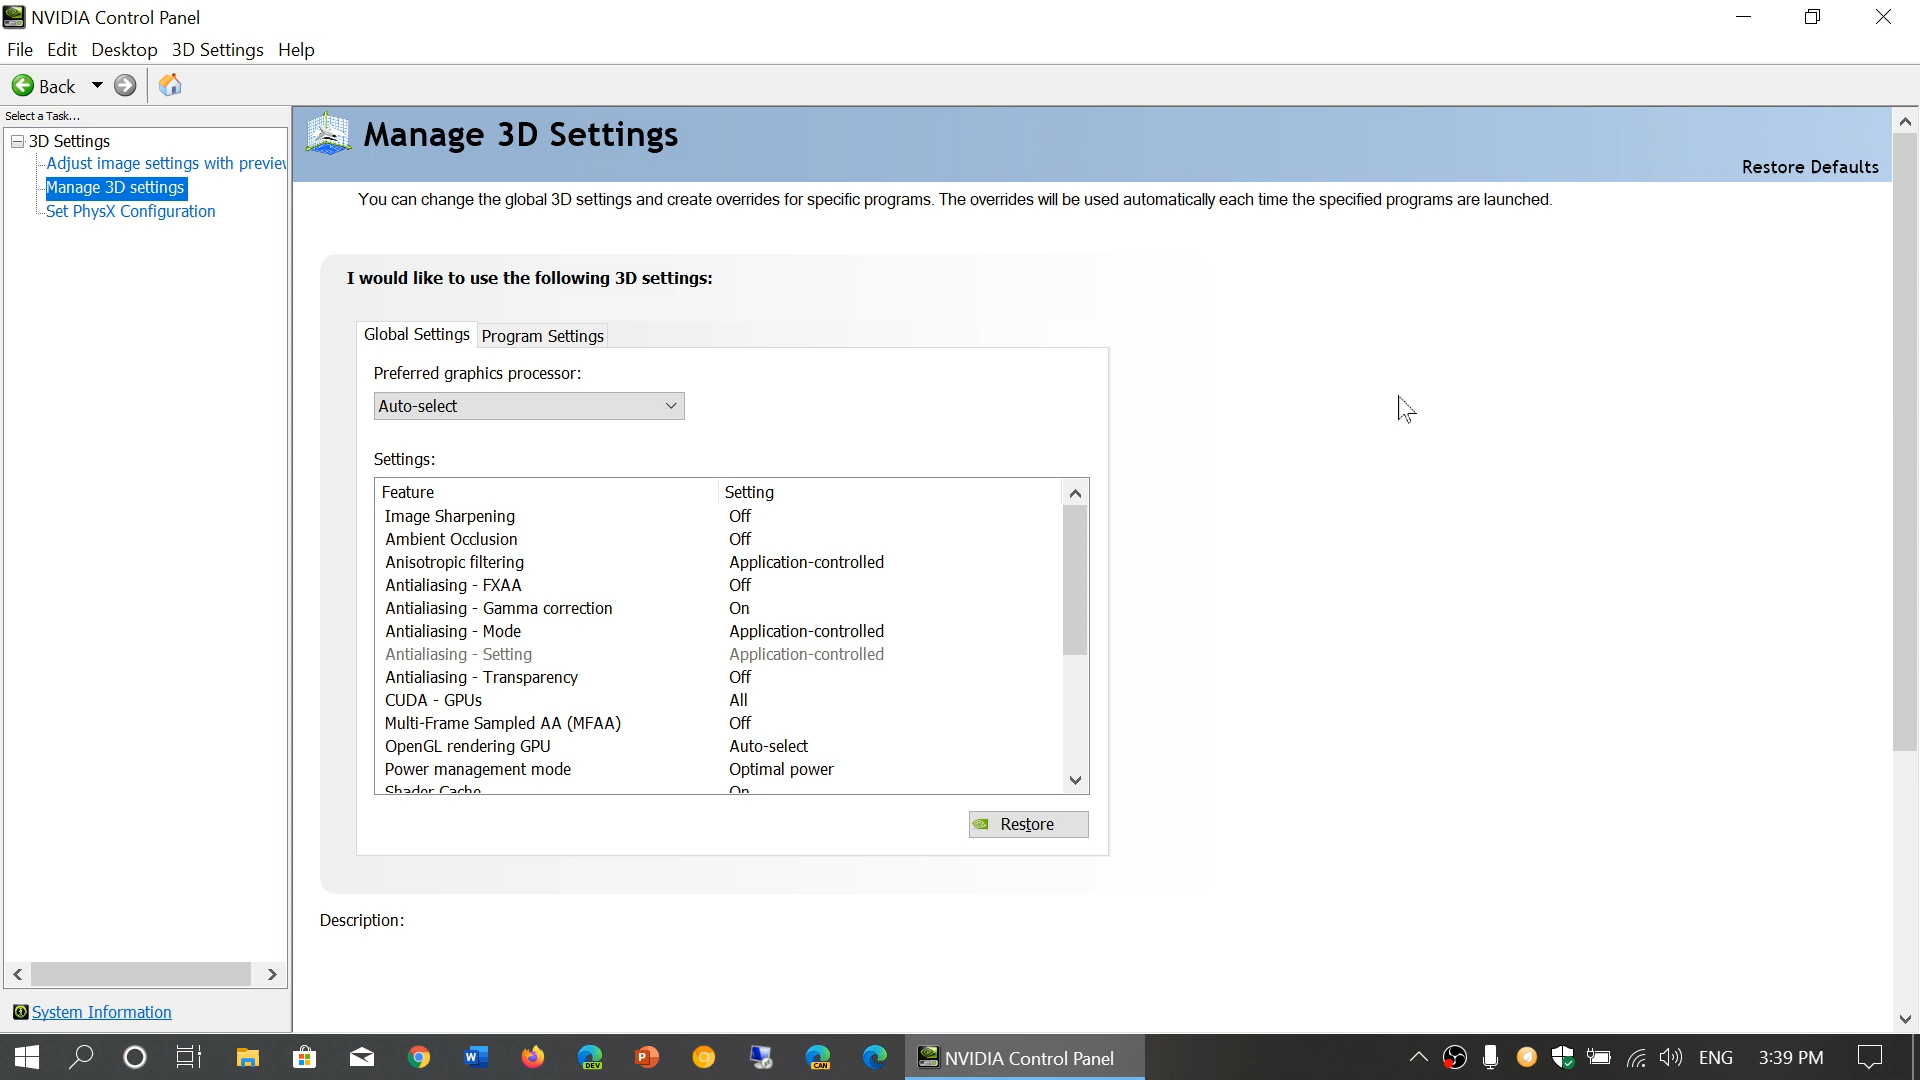 NVIDIA Control Panel
File Edit Desktop 3D Settings Help
Back
Select a Task...
3D Settings
Adjust image settings with preview
Manage 3D settings
Set PhysX Configuration
System Information
Manage 3D Settings
Restore Defaults
You can change the global 3D settings and create overrides for specific programs. The overrides will be used automatically each time the specified programs are launched.
I would like to use the following 3D settings:
Global Settings Program Settings
Preferred graphics processor:
Auto-select
Settings:
Feature Setting
Image Sharpening Off
Ambient Occlusion Off
Anisotropic filtering Application-controlled
Antialiasing - FXAA Off
Antialiasing - Gamma correction On
Antialiasing - Mode Application-controlled
Antialiasing - Setting Application-controlled
Antialiasing - Transparency Off
CUDA - GPUs All
Multi-Frame Sampled AA (MFAA) Off
OpenGL rendering GPU Auto-select
Power management mode Optimal power
Shader Cache On
Restore
Description:
W DEV P CAN NVIDIA Control Panel ENG 3:39 PM